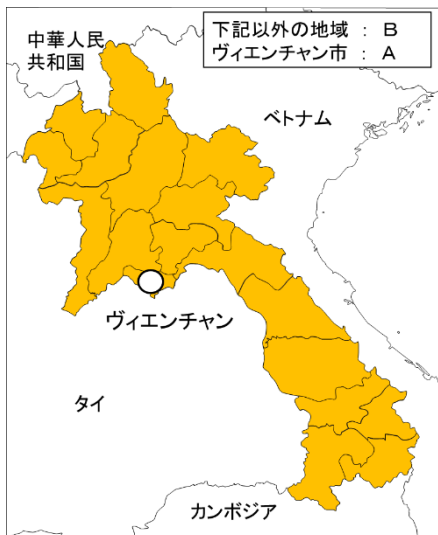 下記以外の地域 : B
ヴィエンチャン市 : A
中華人民
共和国
ベトナム
ヴィエンチャン
タイ
カンボジア